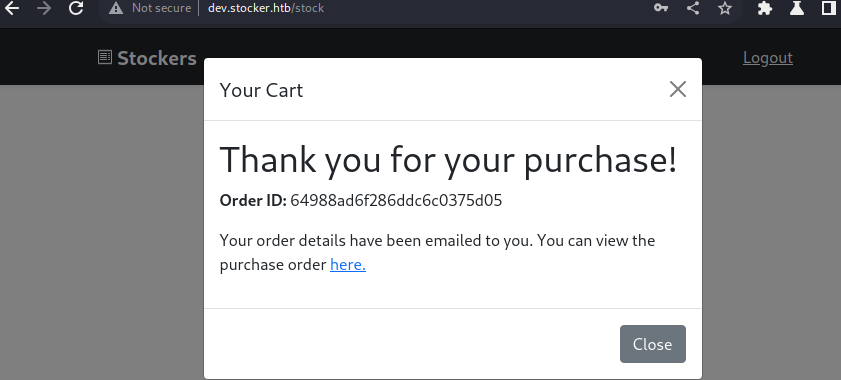 Not secure | dev.stocker.htb/stock
Stockers
Logout
Your Cart
Thank you for your purchase!
Order ID: 64988ad6f286ddc6c0375d05
Your order details have been emailed to you. You can view the
purchase order here.
Close